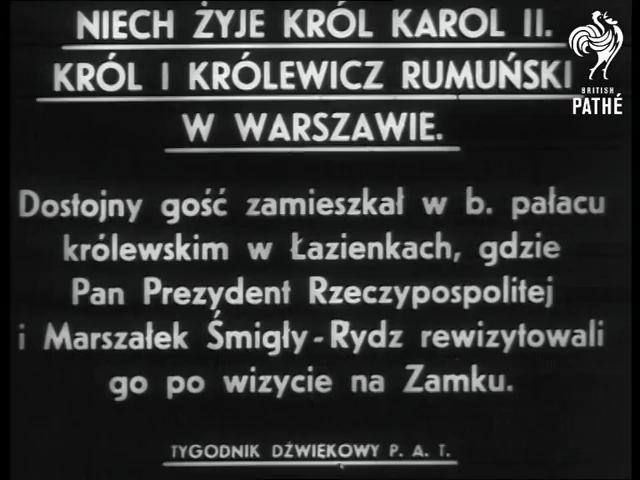 NIECH ŻYJE KRÓL KAROL II.
KRÓL I KRÓLEWICZ RUMUŃSKI
W WARSZAWIE.
BRITISH
PATHÉ
Dostojny gość zamieszkał w b. pałacu
królewskim w Łazienkach, gdzie
Pan Prezydent Rzeczypospolitej
i Marszałek Śmigły-Rydz rewizytowali
go po wizycie na Zamku.
TYGODNIK DŹWIĘKOWY P. A. T.